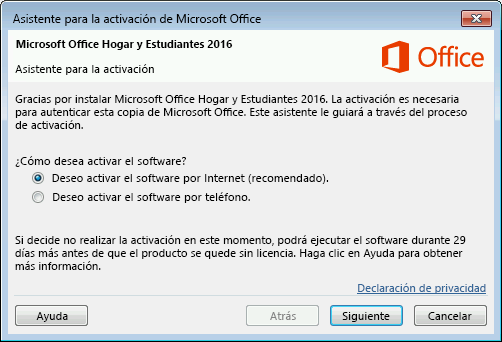 Asistente para la activación de Microsoft Office
Microsoft Office Hogar y Estudiantes 2016
Asistente para la activación
Office
Gracias por instalar Microsoft Office Hogar y Estudiantes 2016. La activación es necesaria
para autenticar esta copia de Microsoft Office. Este asistente le guiará a través del proceso
de activación.
¿Cómo desea activar el software?
Deseo activar el software por Internet (recomendado).
Deseo activar el software por teléfono.
Si decide no realizar la activación en este momento, podrá ejecutar el software durante 29
días más antes de que el producto se quede sin licencia. Haga clic en Ayuda para obtener
más información.
Declaración de privacidad
Ayuda
Atrás
Siguiente
Cancelar